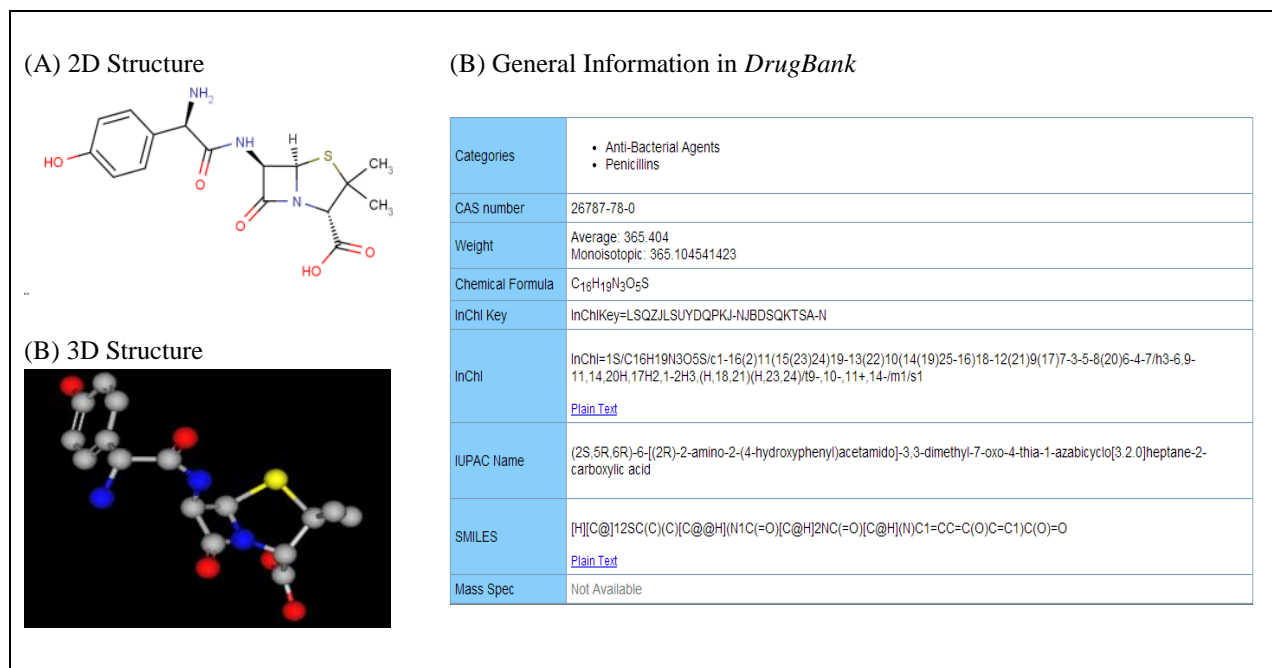 (A) 2D Structure
NH2
HO
NH
H
S
CH3
CH3
O
O
N
O
HO
(B) 3D Structure
(B) General Information in DrugBank
Categories
• Anti-Bacterial Agents
• Penicillins
CAS number
26787-78-0
Weight
Average: 365.404
Monoisotopic: 365.104541423
Chemical Formula
C16H19N3O5S
InChI Key
InChIKey=LSQZJLSUYDQPKJ-NJBDSQKTSA-N
InChI
InChI=1S/C16H19N3O5S/c1-16(2)11(15(23)24)19-13(22)10(14(19)25-16)18-12(21)9(17)7-3-5-8(20)6-4-7/h3-6,9-
11,14,20H,17H2,1-2H3,(H,18,21)(H,23,24)/t9-,10-,11+,14-/m1/s1
Plain Text
IUPAC Name
(2S,5R,6R)-6-[(2R)-2-amino-2-(4-hydroxyphenyl)acetamido]-3,3-dimethyl-7-oxo-4-thia-1-azabicyclo[3.2.0]heptane-2-
carboxylic acid
SMILES
[H][C@]12SC(C)(C)[C@@H](N1C(=O)[C@H]2NC(=O)[C@H](N)C1=CC=C(O)C=C1)C(O)=O
Plain Text
Mass Spec
Not Available